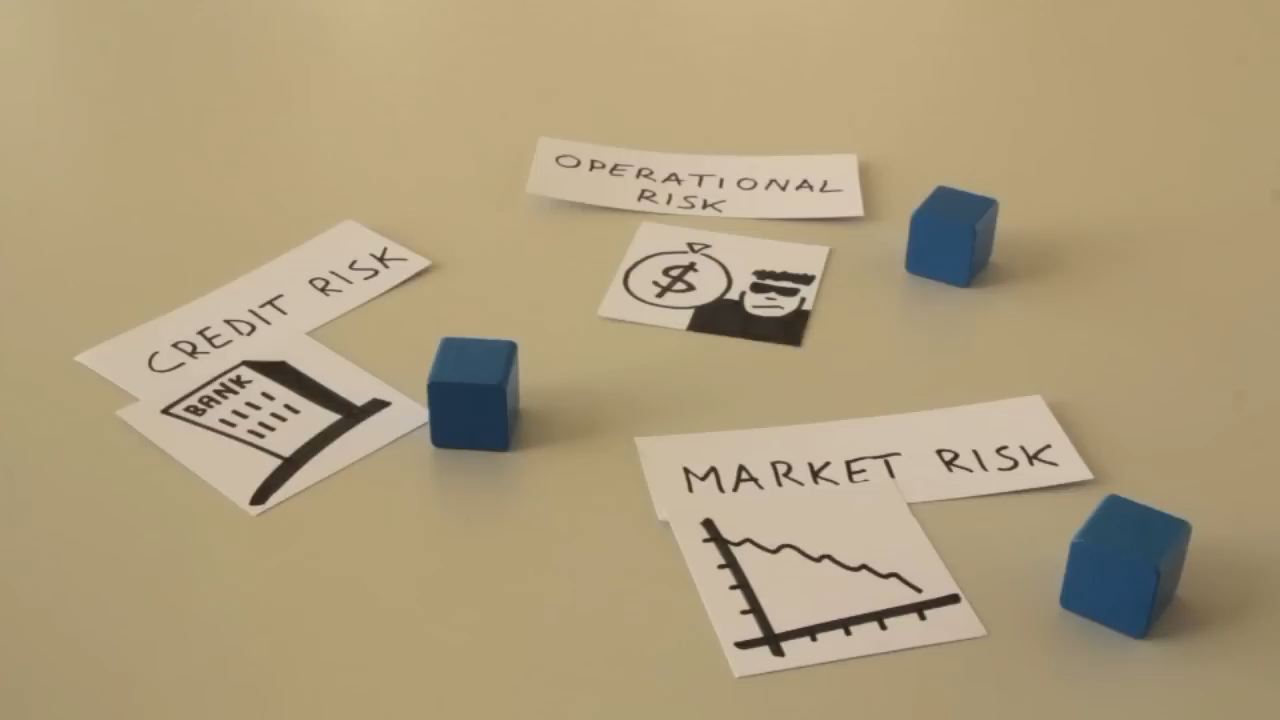 OPERATIONAL
RISK
$
CREDIT RISK
BANK
MARKET RISK